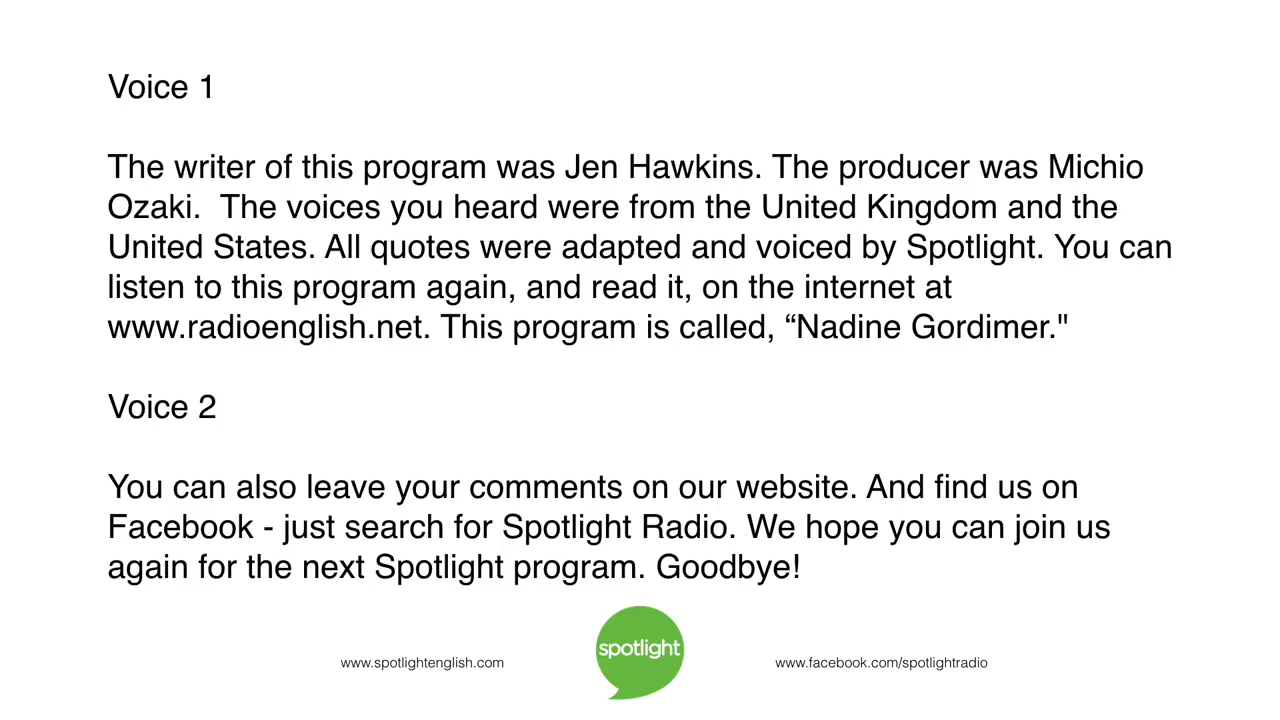 Voice 1
The writer of this program was Jen Hawkins. The producer was Michio
Ozaki.  The voices you heard were from the United Kingdom and the
United States. All quotes were adapted and voiced by Spotlight. You can
listen to this program again, and read it, on the internet at
www.radioenglish.net. This program is called, “Nadine Gordimer."
Voice 2
You can also leave your comments on our website. And find us on
Facebook - just search for Spotlight Radio. We hope you can join us
again for the next Spotlight program. Goodbye!
www.spotlightenglish.com
spotlight
www.facebook.com/spotlightradio